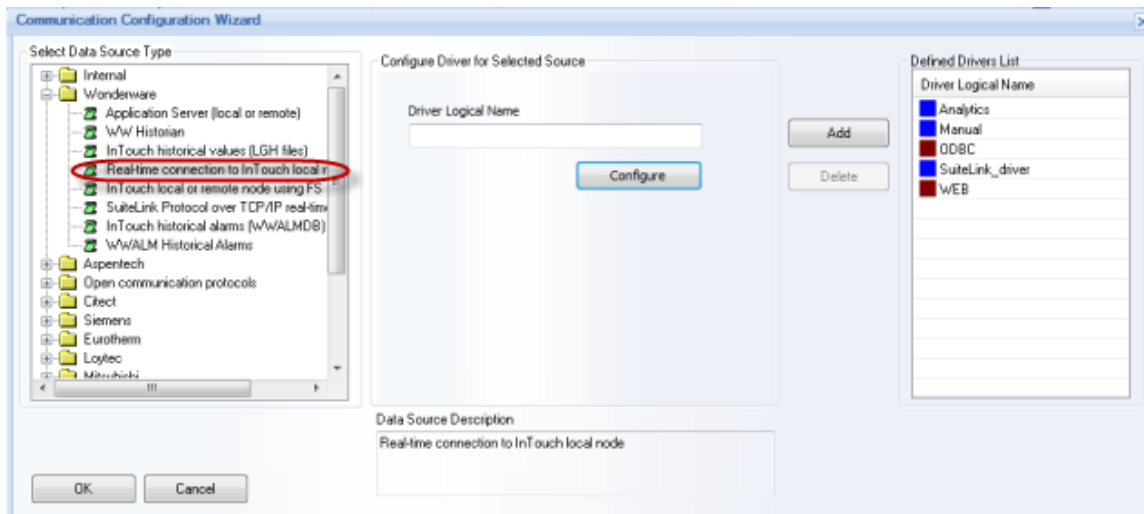 Communication Configuration Wizard
Select Data Source Type
Internal
Wonderware
Application Server (local or remote)
WW Historian
InTouch historical values (LGH files)
Real-time connection to InTouch local r
InTouch local or remote node using FS
SuiteLink Protocol over TCP/IP real-time
InTouch historical alarms (WWALMDB)
WWALM Historical Alarms
Aspentech
Open communication protocols
Citect
Siemens
Eurotherm
Loytec
Mitsubishi
OK
Cancel
Configure Driver for Selected Source
Driver Logical Name
Configure
Data Source Description
Real-time connection to InTouch local node
Add
Delete
Defined Drivers List
Driver Logical Name
Analytics
Manual
ODBC
SuiteLink_driver
WEB